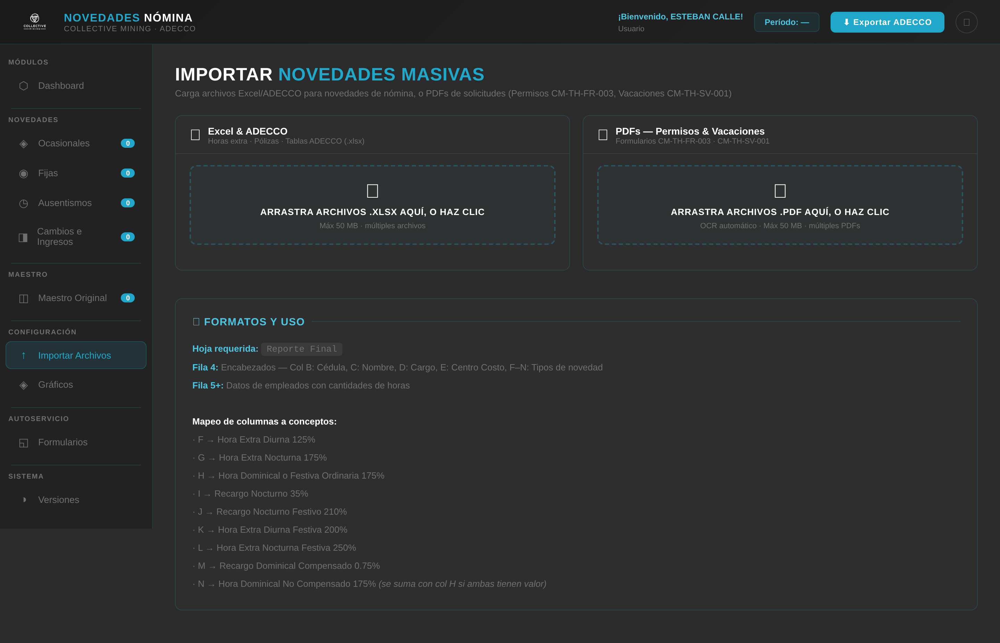 COLLECTIVE
MINING
NOVEDADES NÓMINA
COLLECTIVE MINING · ADECCO
¡Bienvenido, ESTEBAN CALLE!
Usuario
Período: —
⬇ Exportar ADECCO
MÓDULOS
Dashboard
NOVEDADES
Ocasionales 0
Fijas 0
Ausentismos 0
Cambios e
Ingresos 0
MAESTRO
Maestro Original 0
CONFIGURACIÓN
↑ Importar Archivos
Gráficos
AUTOSERVICIO
Formularios
SISTEMA
Versiones
IMPORTAR NOVEDADES MASIVAS
Carga archivos Excel/ADECCO para novedades de nómina, o PDFs de solicitudes (Permisos CM-TH-FR-003, Vacaciones CM-TH-SV-001)
Excel & ADECCO
Horas extra · Pólizas · Tablas ADECCO (.xlsx)
ARRASTRA ARCHIVOS .XLSX AQUÍ, O HAZ CLIC
Máx 50 MB · múltiples archivos
PDFs — Permisos & Vacaciones
Formularios CM-TH-FR-003 · CM-TH-SV-001
ARRASTRA ARCHIVOS .PDF AQUÍ, O HAZ CLIC
OCR automático · Máx 50 MB · múltiples PDFs
FORMATOS Y USO
Hoja requerida: Reporte Final
Fila 4: Encabezados — Col B: Cédula, C: Nombre, D: Cargo, E: Centro Costo, F–N: Tipos de novedad
Fila 5+: Datos de empleados con cantidades de horas
Mapeo de columnas a conceptos:
· F → Hora Extra Diurna 125%
· G → Hora Extra Nocturna 175%
· H → Hora Dominical o Festiva Ordinaria 175%
· I → Recargo Nocturno 35%
· J → Recargo Nocturno Festivo 210%
· K → Hora Extra Diurna Festiva 200%
· L → Hora Extra Nocturna Festiva 250%
· M → Recargo Dominical Compensado 0.75%
· N → Hora Dominical No Compensado 175% (se suma con col H si ambas tienen valor)